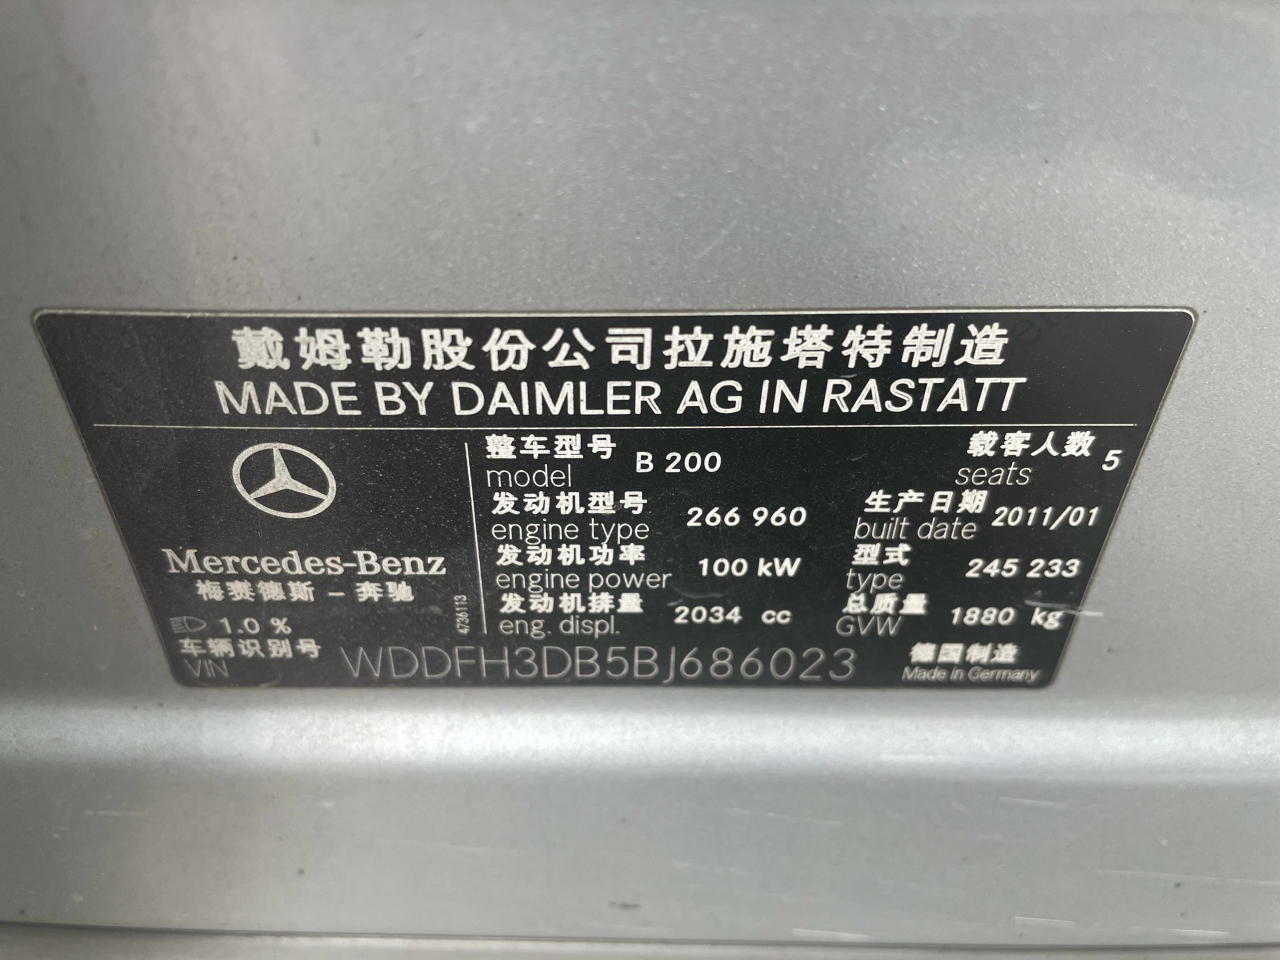 戴姆勒股份公司拉施塔特制造
MADE BY DAIMLER AG IN RASTATT
整车型号 model B 200
载客人数 seats 5
发动机型号 engine type 266 960
生产日期 built date 2011/01
发动机功率 engine power 100 kW
型式 type 245 233
发动机排量 eng. displ. 2034 cc
总质量 GVW 1880 kg
Mercedes-Benz
梅赛德斯 - 奔驰
1.0 %
4736113
车辆识别号 VIN WDDFH3DB5BJ686023
德国制造
Made in Germany